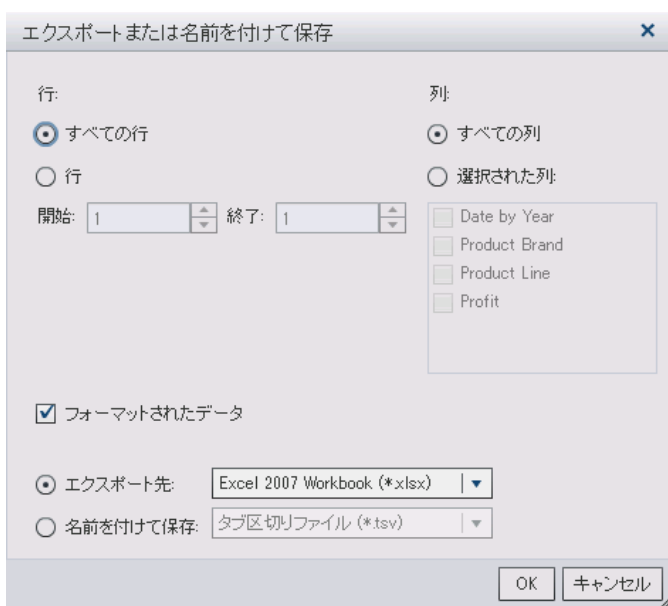 エクスポートまたは名前を付けて保存
行:
すべての行
行
開始: 1 終了: 1
列:
すべての列
選択された列:
Date by Year
Product Brand
Product Line
Profit
フォーマットされたデータ
エクスポート先: Excel 2007 Workbook (*.xlsx)
名前を付けて保存: タブ区切りファイル (*.tsv)
OK キャンセル